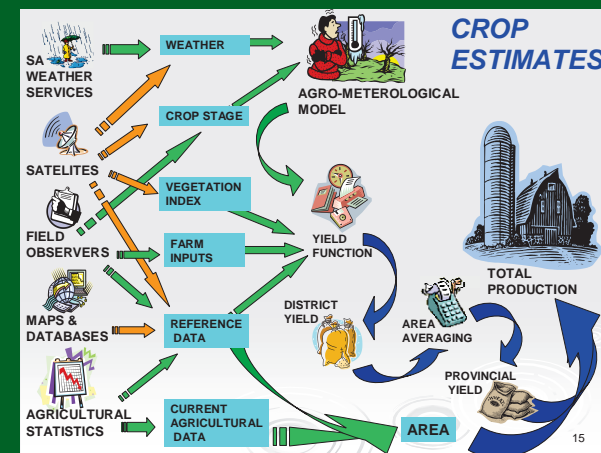 CROP
ESTIMATES
SA
WEATHER
SERVICES
WEATHER
AGRO-METEROLOGICAL
MODEL
CROP STAGE
SATELITES
VEGETATION
INDEX
FIELD
OBSERVERS
FARM
INPUTS
YIELD
FUNCTION
TOTAL
PRODUCTION
MAPS &
DATABASES
REFERENCE
DATA
DISTRICT
YIELD
AREA
AVERAGING
PROVINCIAL
YIELD
AGRICULTURAL
STATISTICS
CURRENT
AGRICULTURAL
DATA
AREA
15